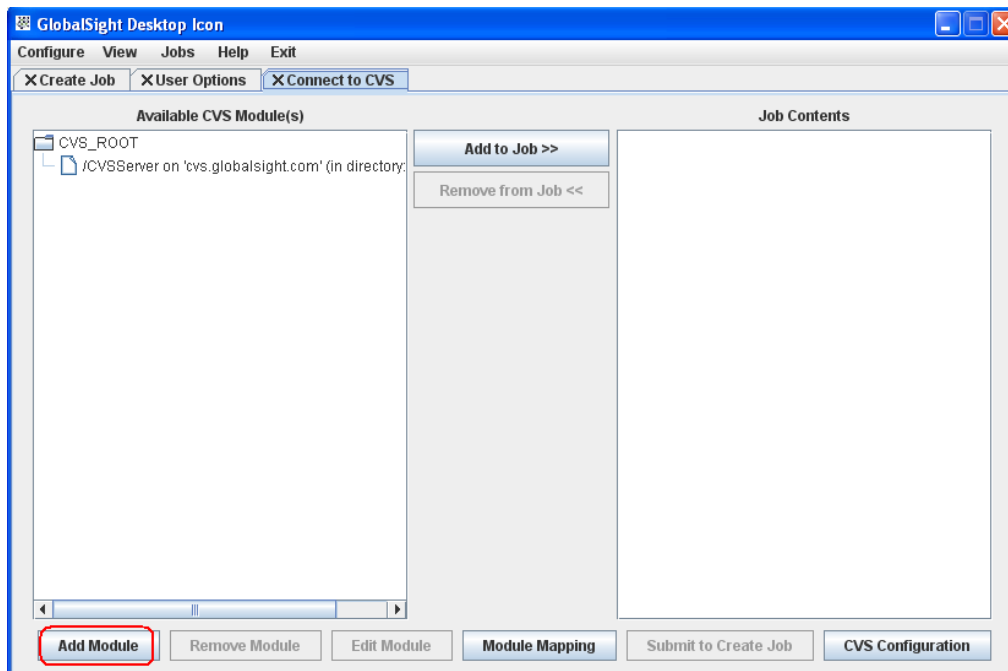 GlobalSight Desktop Icon
Configure View Jobs Help Exit
Create Job User Options Connect to CVS
Available CVS Module(s) Job Contents
CVS_ROOT
/CVSServer on 'cvs.globalsight.com' (in directory:
Add to Job >>
Remove from Job <<
Add Module Remove Module Edit Module Module Mapping Submit to Create Job CVS Configuration